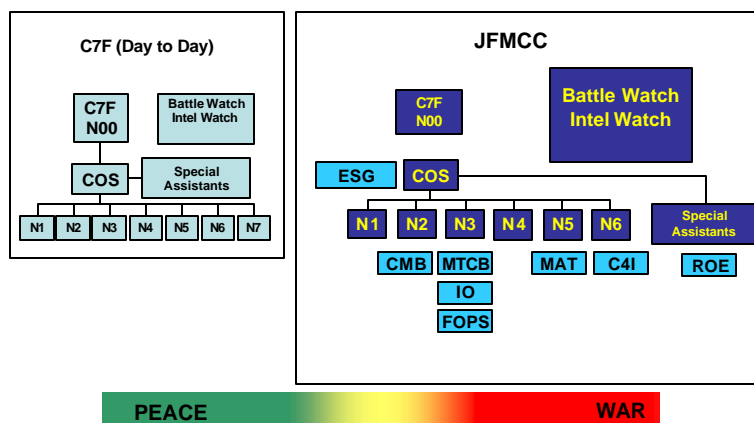 C7F (Day to Day)
C7F
N00
Battle Watch
Intel Watch
COS
Special
Assistants
N1 N2 N3 N4 N5 N6 N7
JFMCC
C7F
N00
Battle Watch
Intel Watch
ESG COS
N1 N2 N3 N4 N5 N6
Special
Assistants
CMB MTCB MAT C4I ROE
IO
FOPS
PEACE WAR